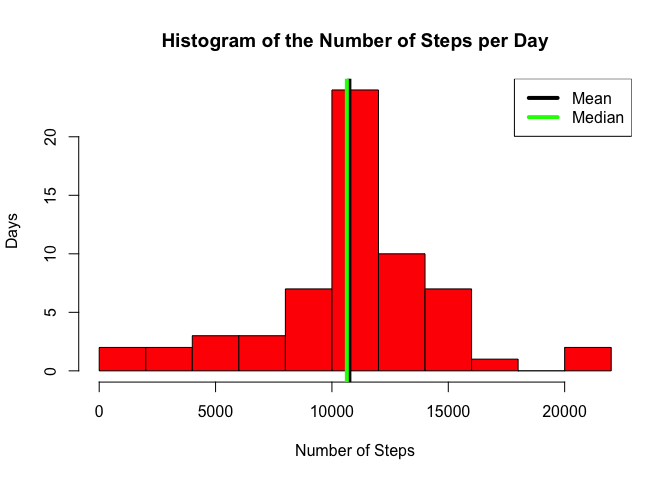 Histogram of the Number of Steps per Day
Mean
Median
Days
0
5
10
15
20
0 5000 10000 15000 20000
Number of Steps